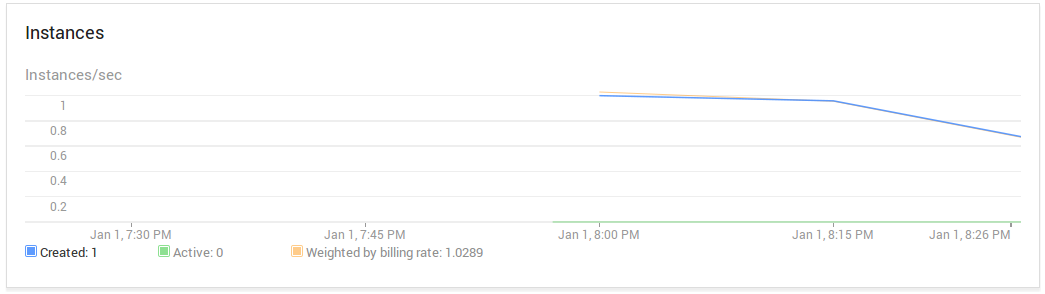 Instances
Instances/sec
1
0.8
0.6
0.4
0.2
Jan 1, 7:30 PM Jan 1, 7:45 PM Jan 1, 8:00 PM Jan 1, 8:15 PM Jan 1, 8:26 PM
Created: 1 Active: 0 Weighted by billing rate: 1.0289